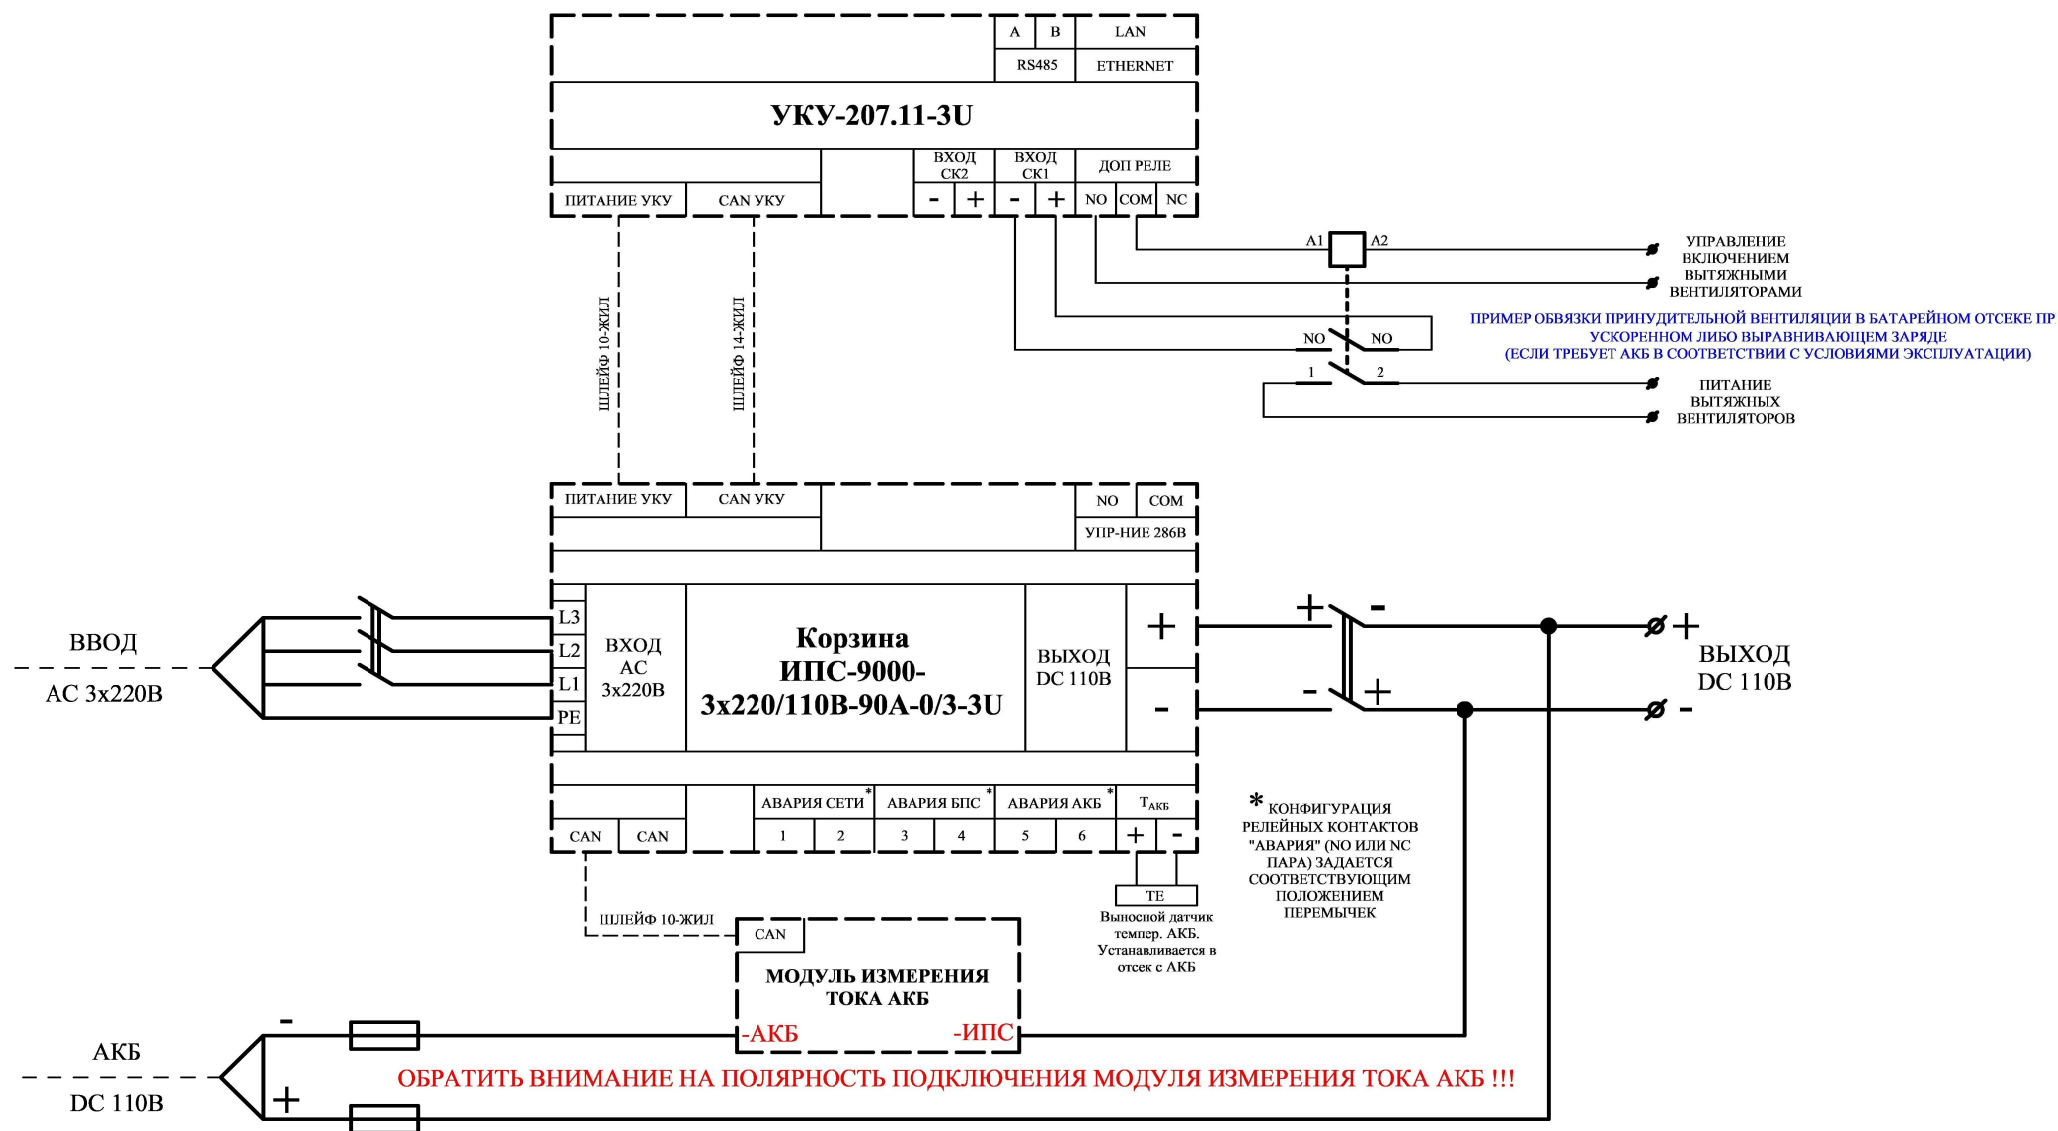 A B LAN
RS485 ETHERNET
УКУ-207.11-3U
ВХОД СК2
ВХОД СК1
ДОП РЕЛЕ
ПИТАНИЕ УКУ CAN УКУ - + - + NO COM NC
A1 A2
УПРАВЛЕНИЕ
ВКЛЮЧЕНИЕМ
ВЫТЯЖНЫМИ
ВЕНТИЛЯТОРАМИ
ШЛЕЙФ 10-ЖИЛ
ШЛЕЙФ 14-ЖИЛ
ПРИМЕР ОБВЯЗКИ ПРИНУДИТЕЛЬНОЙ ВЕНТИЛЯЦИИ В БАТАРЕЙНОМ ОТСЕКЕ ПР
УСКОРЕННОМ ЛИБО ВЫРАВНИВАЮЩЕМ ЗАРЯДЕ
(ЕСЛИ ТРЕБУЕТ АКБ В СООТВЕТСТВИИ С УСЛОВИЯМИ ЭКСПЛУАТАЦИИ)
NO NO
1 2
ПИТАНИЕ
ВЫТЯЖНЫХ
ВЕНТИЛЯТОРОВ
ПИТАНИЕ УКУ CAN УКУ NO COM
УПР-НИЕ 286В
ВВОД
AC 3x220В
L3
L2
L1
PE
ВХОД
AC
3x220В
Корзина
ИПС-9000-
3x220/110В-90А-0/3-3U
ВЫХОД
DC 110В
+
-
+ -
- +
+
ВЫХОД
DC 110В
-
АВАРИЯ СЕТИ * АВАРИЯ БПС * АВАРИЯ АКБ * TАКБ
CAN CAN 1 2 3 4 5 6 + -
* КОНФИГУРАЦИЯ
РЕЛЕЙНЫХ КОНТАКТОВ
"АВАРИЯ" (NO ИЛИ NC
ПАРА) ЗАДАЕТСЯ
СООТВЕТСТВУЮЩИМ
ПОЛОЖЕНИЕМ
ПЕРЕМЫЧЕК
TE
Выносной датчик
темпер. АКБ.
Устанавливается в
отсек с АКБ
ШЛЕЙФ 10-ЖИЛ
CAN
МОДУЛЬ ИЗМЕРЕНИЯ
ТОКА АКБ
-АКБ -ИПС
-
АКБ
DC 110В
+
ОБРАТИТЬ ВНИМАНИЕ НА ПОЛЯРНОСТЬ ПОДКЛЮЧЕНИЯ МОДУЛЯ ИЗМЕРЕНИЯ ТОКА АКБ !!!